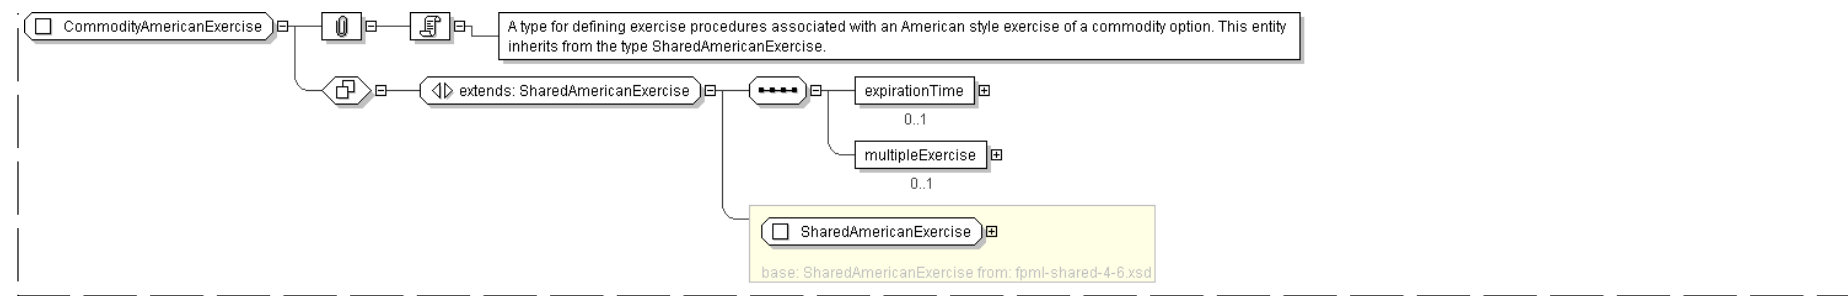 CommodityAmericanExercise
A type for defining exercise procedures associated with an American style exercise of a commodity option. This entity
inherits from the type SharedAmericanExercise.
extends: SharedAmericanExercise
expirationTime
0..1
multipleExercise
0..1
SharedAmericanExercise
base: SharedAmericanExercise from: fpml-shared-4-6.xsd